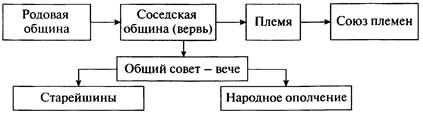 Родовая
община
Соседская
община (вервь)
Племя
Союз племен
Общий совет – вече
Старейшины
Народное ополчение